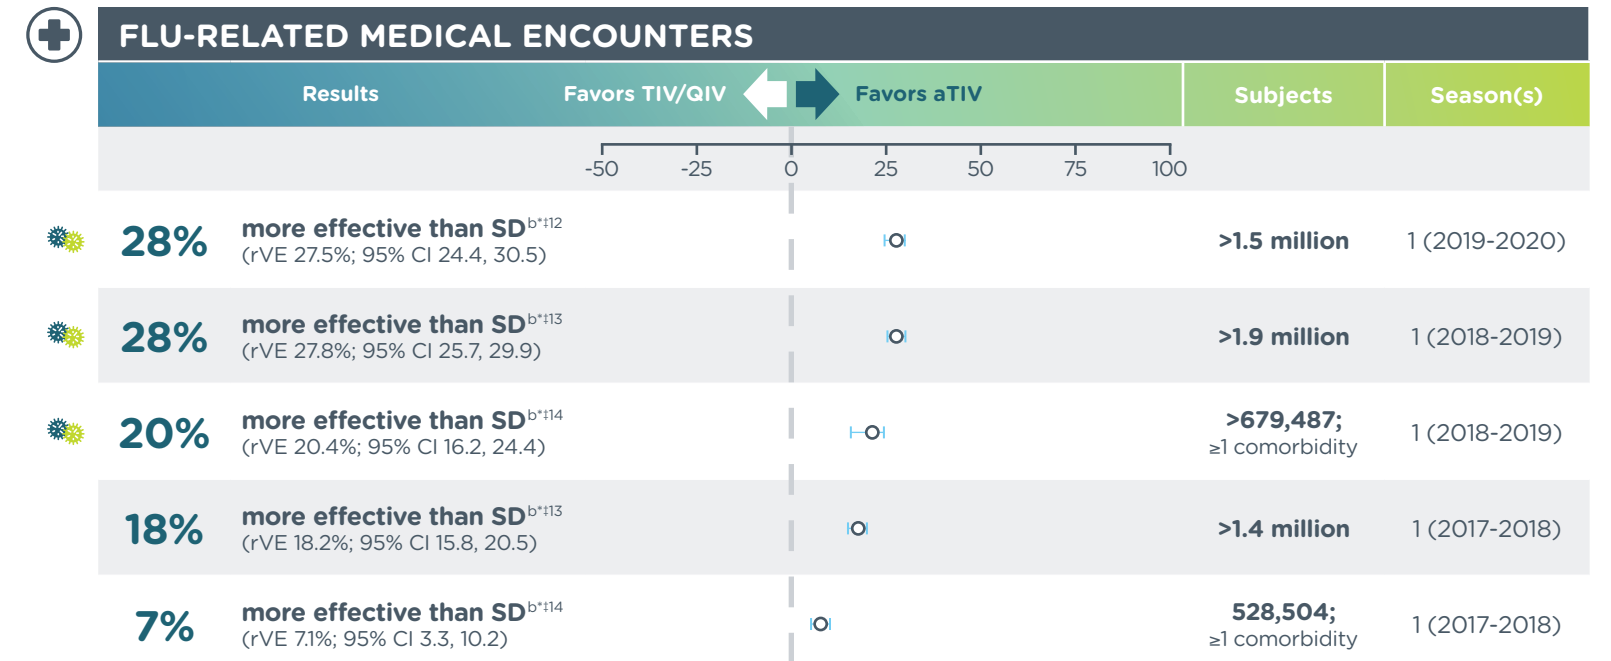 FLU-RELATED MEDICAL ENCOUNTERS
Results Favors TIV/QIV Favors aTIV Subjects Season(s)
-50 -25 0 25 50 75 100
28% more effective than SDb*‡12 >1.5 million 1 (2019-2020)
(rVE 27.5%; 95% CI 24.4, 30.5)
28% more effective than SDb*‡13 >1.9 million 1 (2018-2019)
(rVE 27.8%; 95% CI 25.7, 29.9)
20% more effective than SDb*‡14 >679,487; 1 (2018-2019)
(rVE 20.4%; 95% CI 16.2, 24.4) ≥1 comorbidity
18% more effective than SDb*‡13 >1.4 million 1 (2017-2018)
(rVE 18.2%; 95% CI 15.8, 20.5)
7% more effective than SDb*‡14 528,504; 1 (2017-2018)
(rVE 7.1%; 95% CI 3.3, 10.2) ≥1 comorbidity